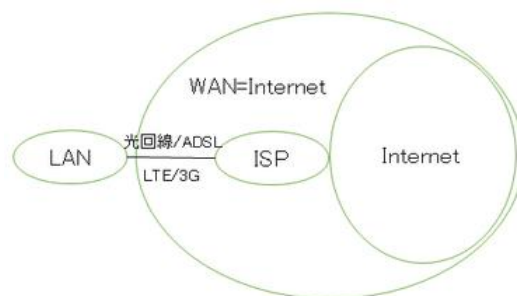 WAN=Internet
光回線/ADSL
LAN
ISP
Internet
LTE/3G